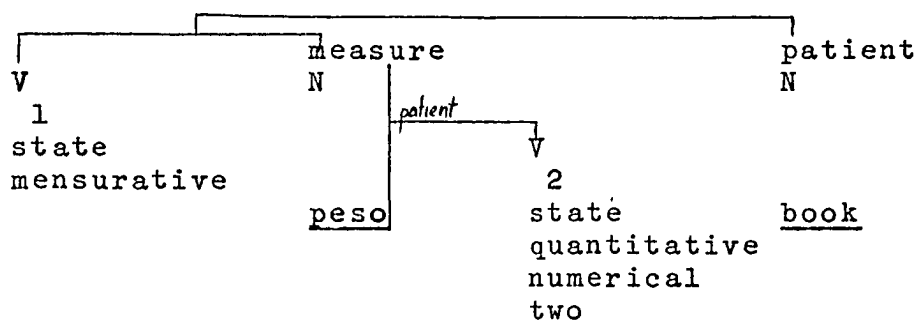 measure patient
V N N
1
state
mensurative
patient
V
2
peso state book
quantitative
numerical
two